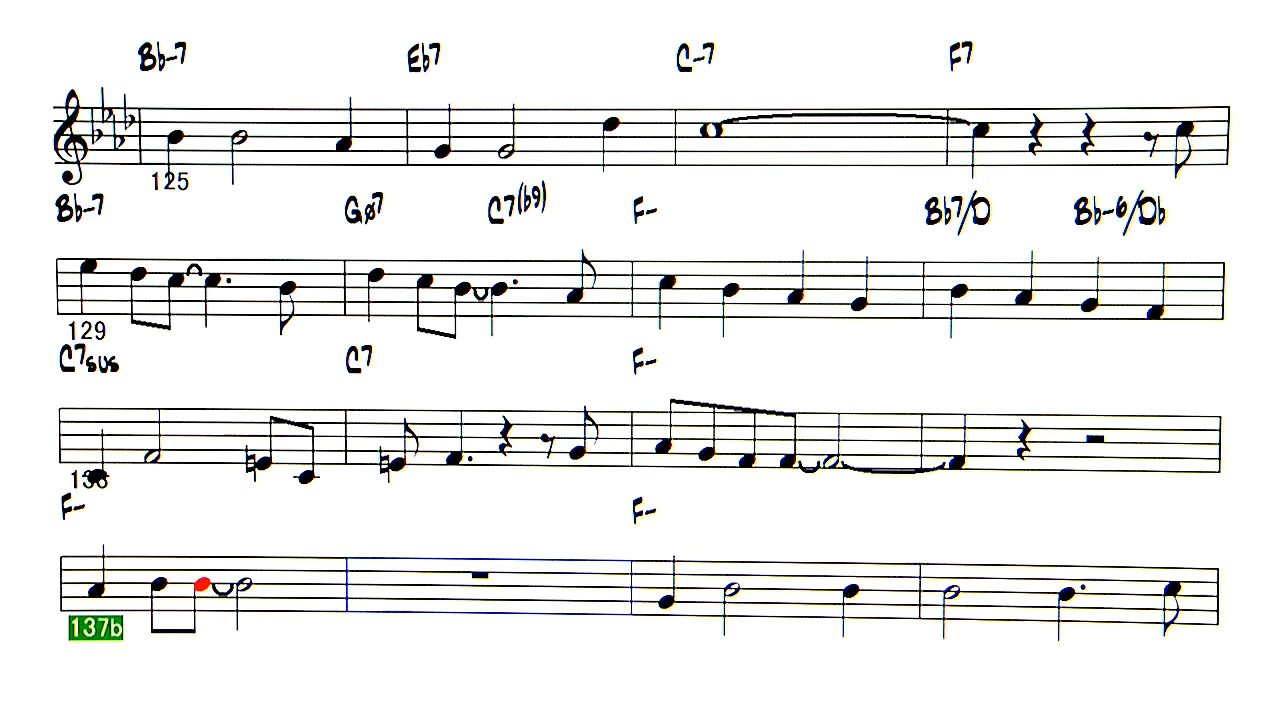 Bb-7 Eb7 C-7 F7
125
Bb-7 Gø7 C7(b9) F- Bb7/D Bb-6/Db
129
C7sus C7 F-
133
F- F-
137b